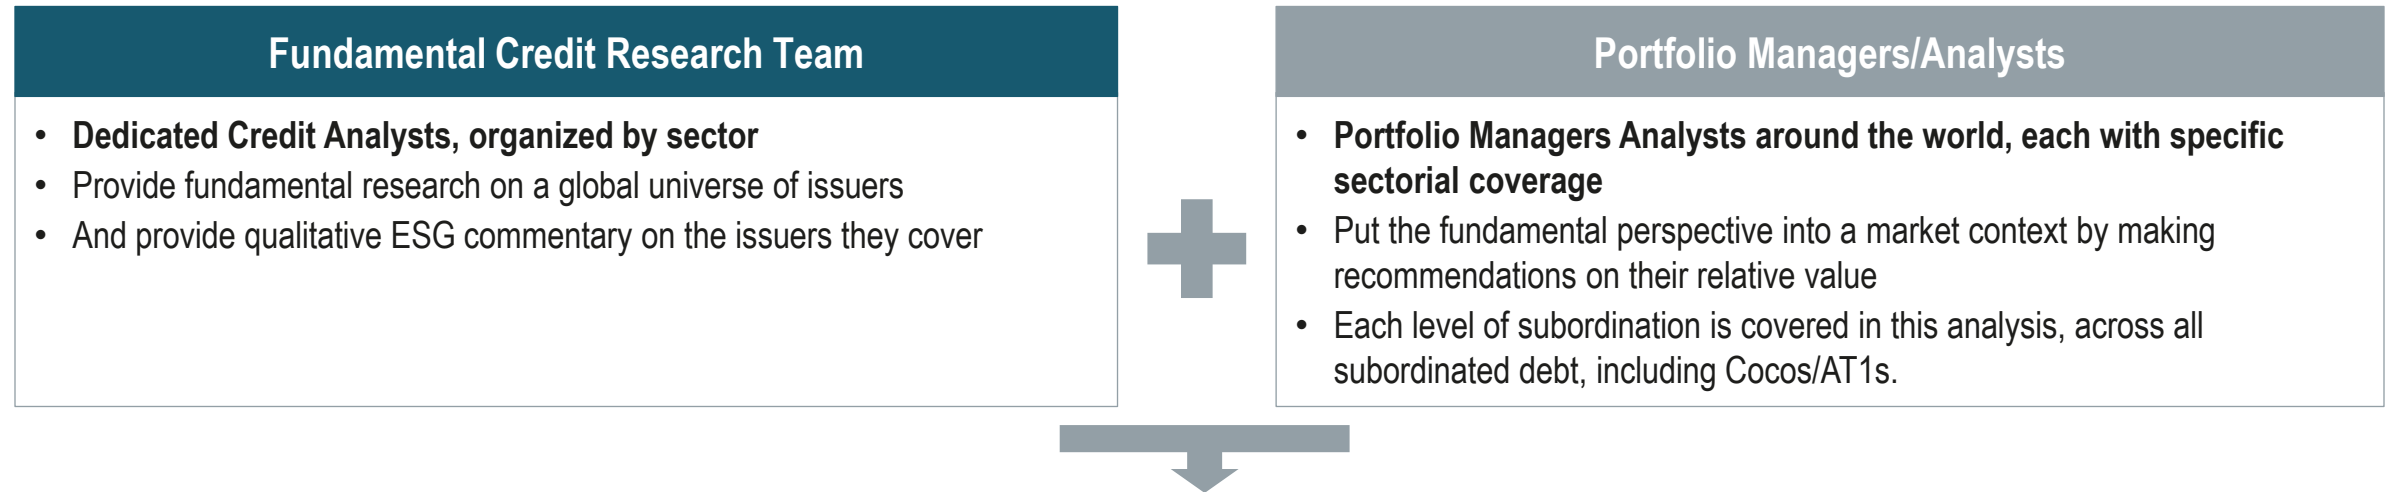 Fundamental Credit Research Team
• Dedicated Credit Analysts, organized by sector
• Provide fundamental research on a global universe of issuers
• And provide qualitative ESG commentary on the issuers they cover
Portfolio Managers/Analysts
• Portfolio Managers Analysts around the world, each with specific
sectorial coverage
• Put the fundamental perspective into a market context by making
recommendations on their relative value
• Each level of subordination is covered in this analysis, across all
subordinated debt, including Cocos/AT1s.